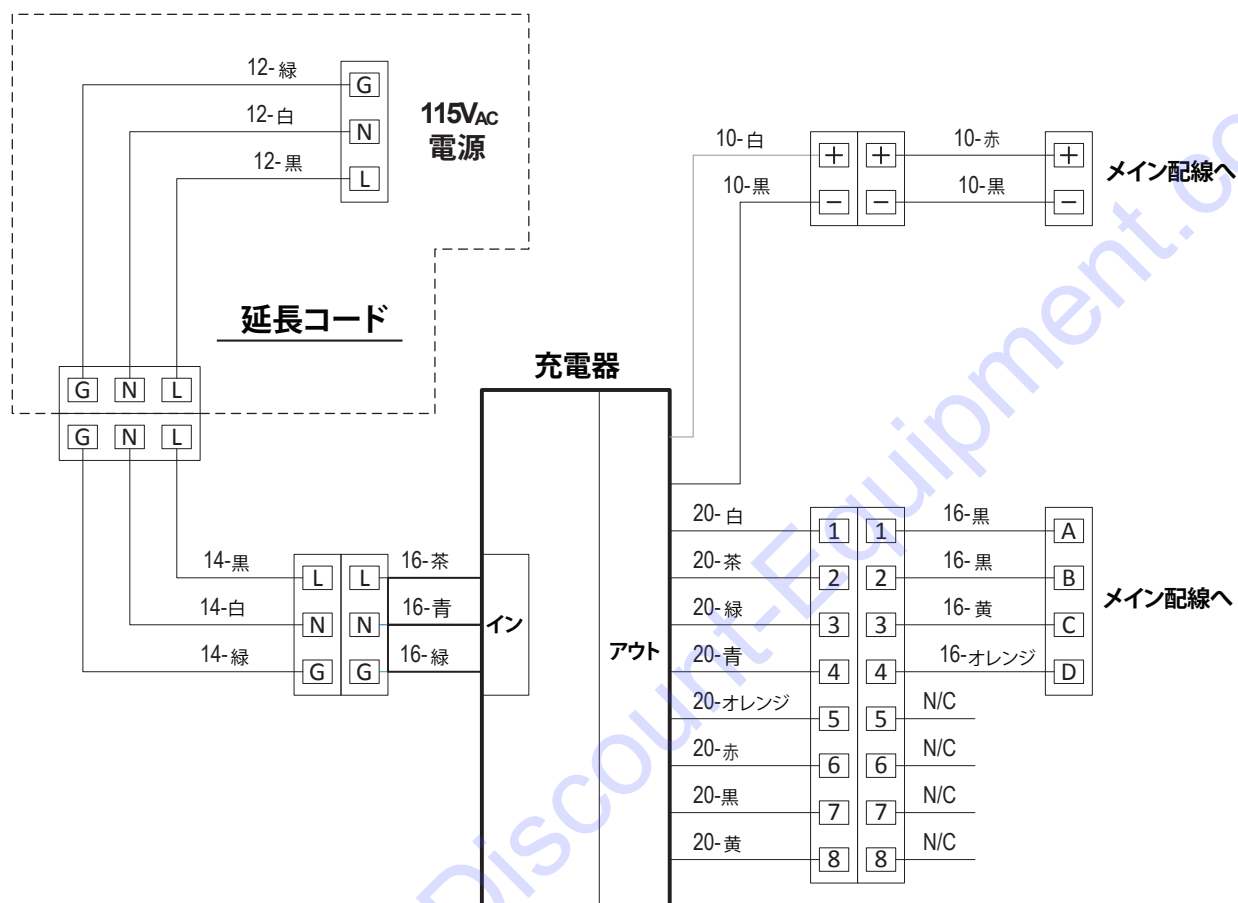 12-緑
G
12-白
N
12-黒
L
115VAC
電源
延長コード
G N L
G N L
14-黒
L L
16-茶
14-白
N N
16-青
14-緑
G G
16-緑
充電器
イン
アウト
10-白
+ +
10-赤
+
10-黒
− −
10-黒
−
メイン配線へ
20-白
1 1
16-黒
A
20-茶
2 2
16-黒
B
20-緑
3 3
16-黄
C
20-青
4 4
16-オレンジ
D
メイン配線へ
20-オレンジ
5 5
N/C
20-赤
6 6
N/C
20-黒
7 7
N/C
20-黄
8 8
N/C
Discount-Equipment.co